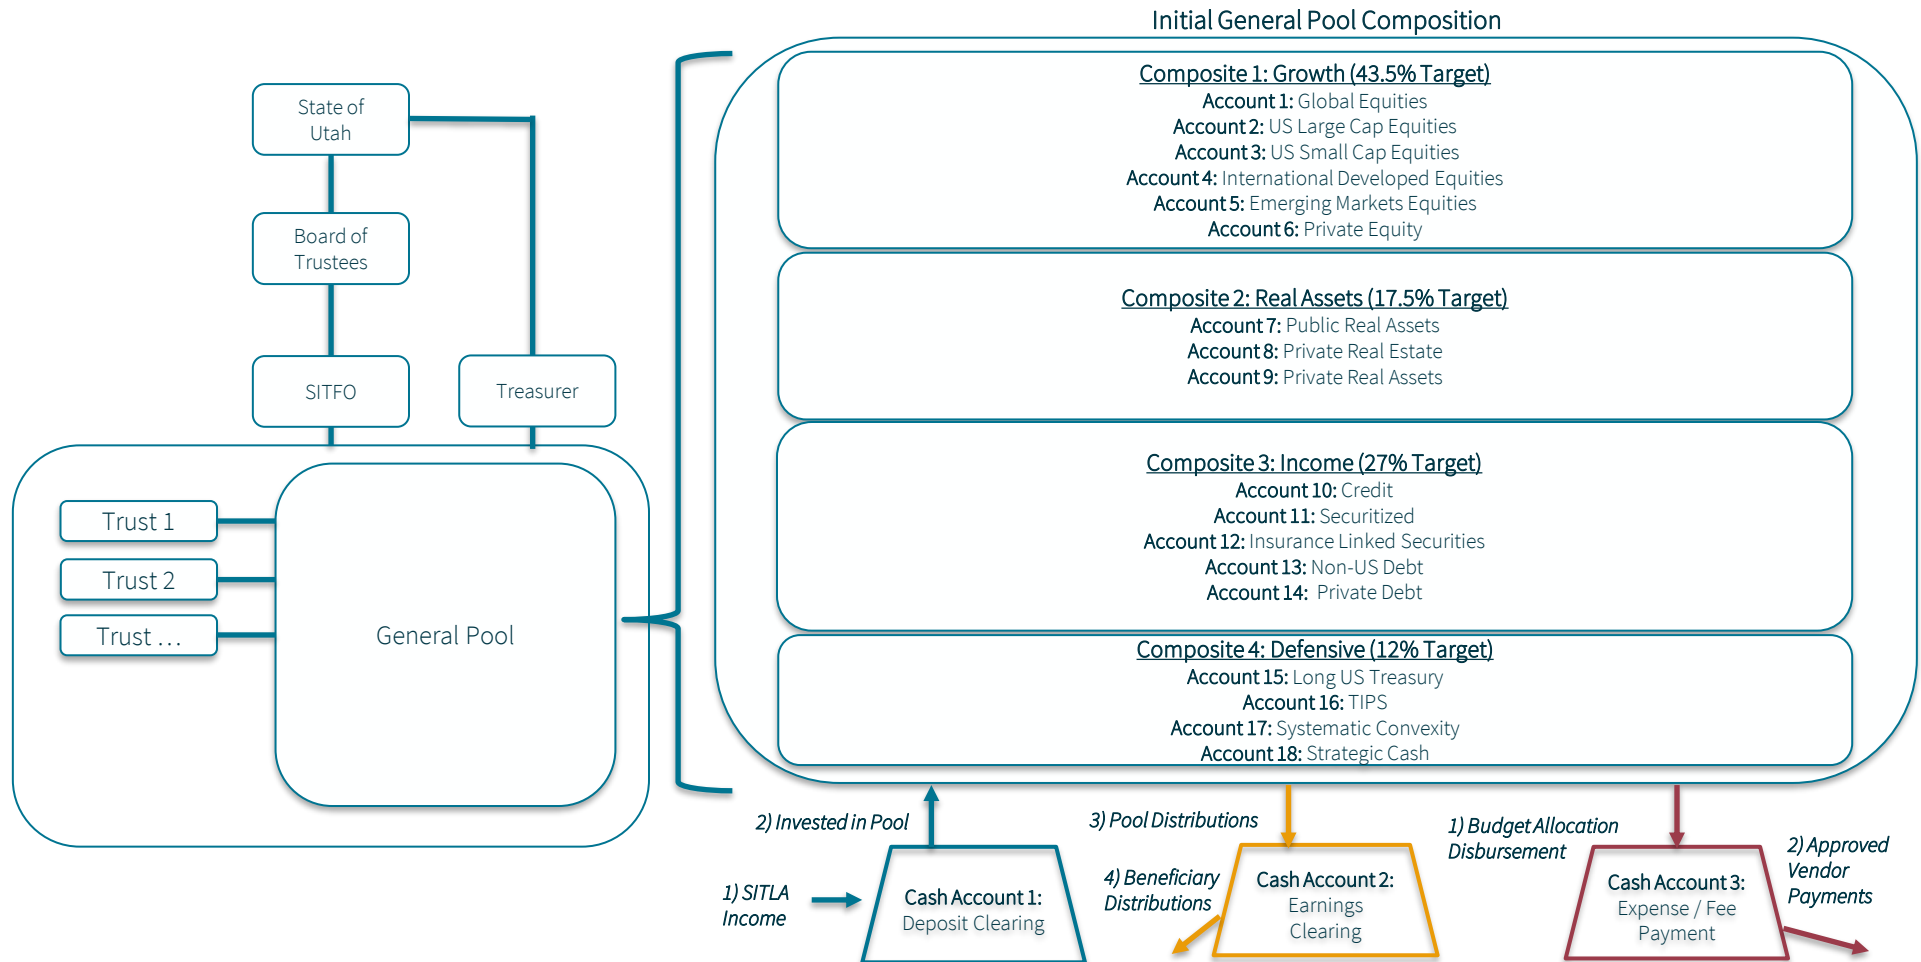 Initial General Pool Composition
State of
Utah
Board of
Trustees
SITFO
Treasurer
Trust 1
Trust 2
Trust ...
General Pool
Composite 1: Growth (43.5% Target)
Account 1: Global Equities
Account 2: US Large Cap Equities
Account 3: US Small Cap Equities
Account 4: International Developed Equities
Account 5: Emerging Markets Equities
Account 6: Private Equity
Composite 2: Real Assets (17.5% Target)
Account 7: Public Real Assets
Account 8: Private Real Estate
Account 9: Private Real Assets
Composite 3: Income (27% Target)
Account 10: Credit
Account 11: Securitized
Account 12: Insurance Linked Securities
Account 13: Non-US Debt
Account 14: Private Debt
Composite 4: Defensive (12% Target)
Account 15: Long US Treasury
Account 16: TIPS
Account 17: Systematic Convexity
Account 18: Strategic Cash
1) SITLA
Income
2) Invested in Pool
Cash Account 1:
Deposit Clearing
3) Pool Distributions
4) Beneficiary
Distributions
Cash Account 2:
Earnings
Clearing
1) Budget Allocation
Disbursement
Cash Account 3:
Expense / Fee
Payment
2) Approved
Vendor
Payments